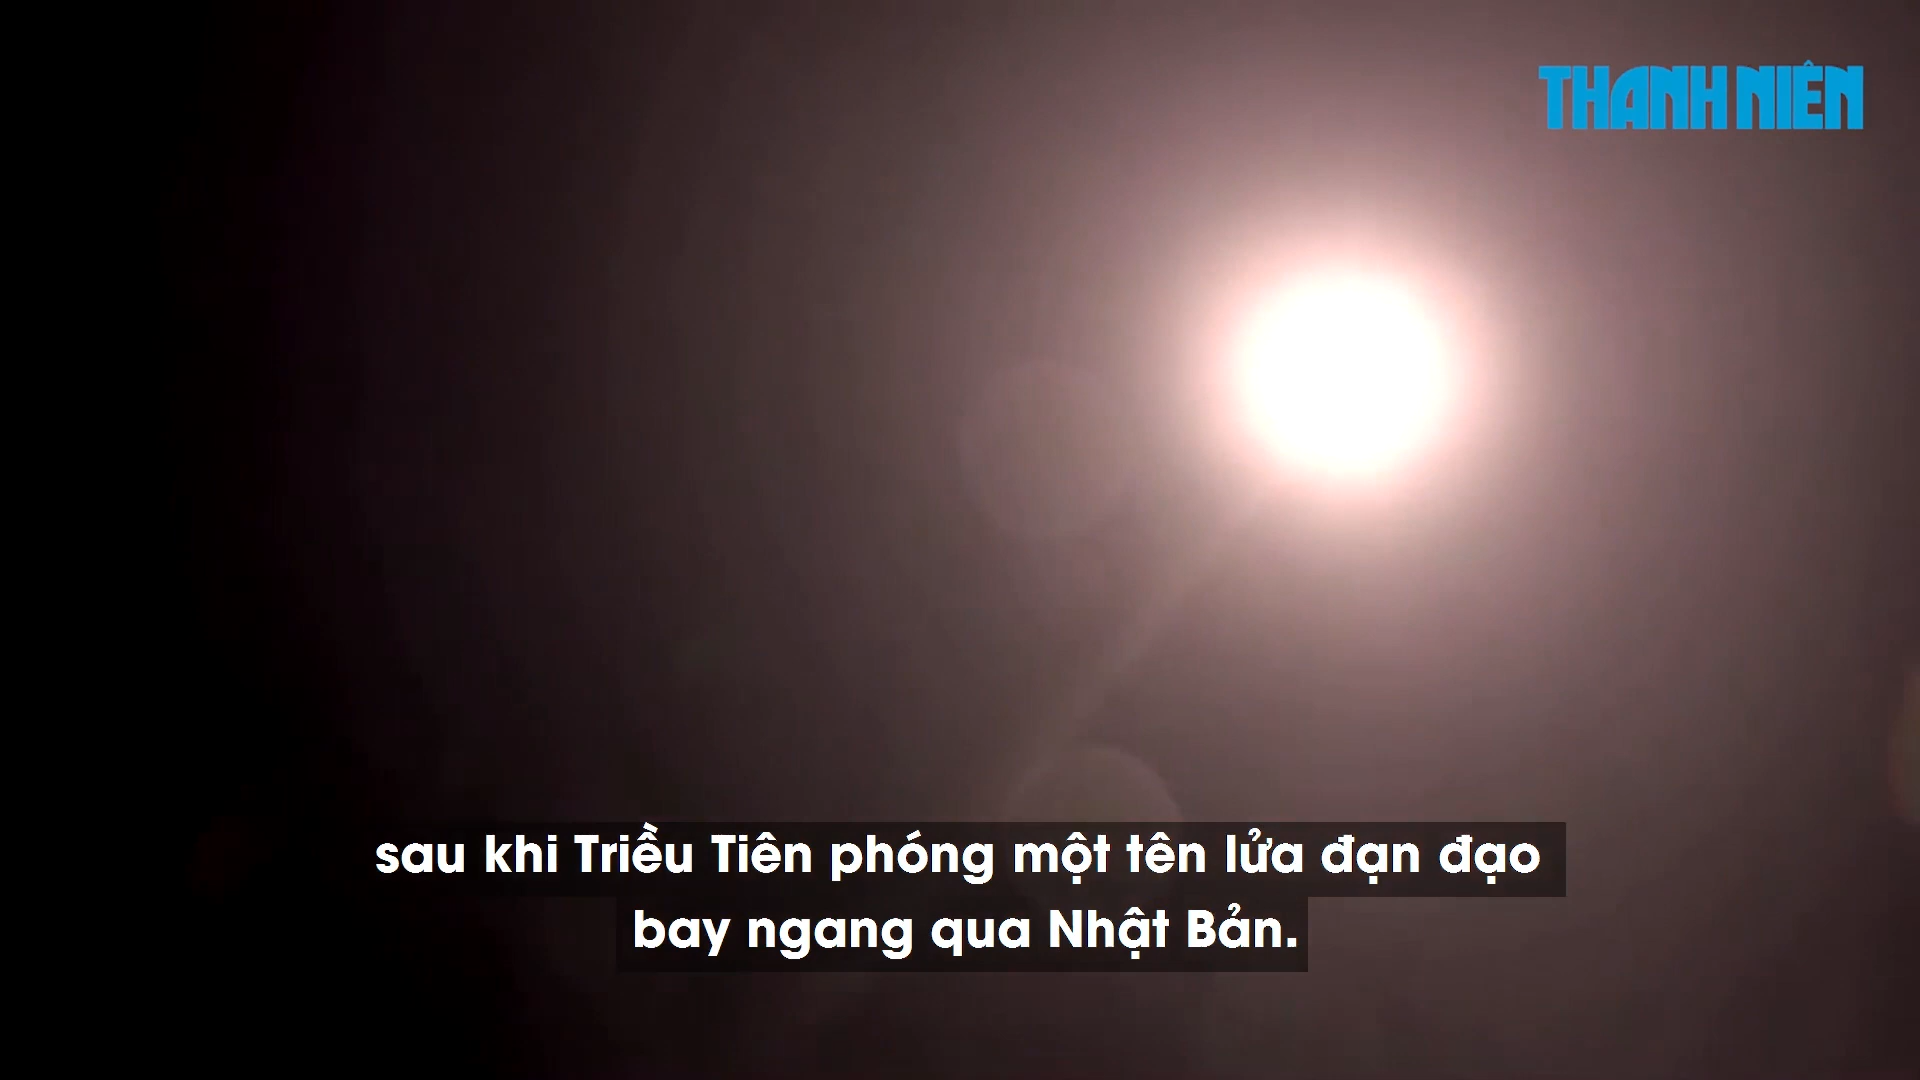 THANH NIÊN
sau khi Triều Tiên phóng một tên lửa đạn đạo
bay ngang qua Nhật Bản.